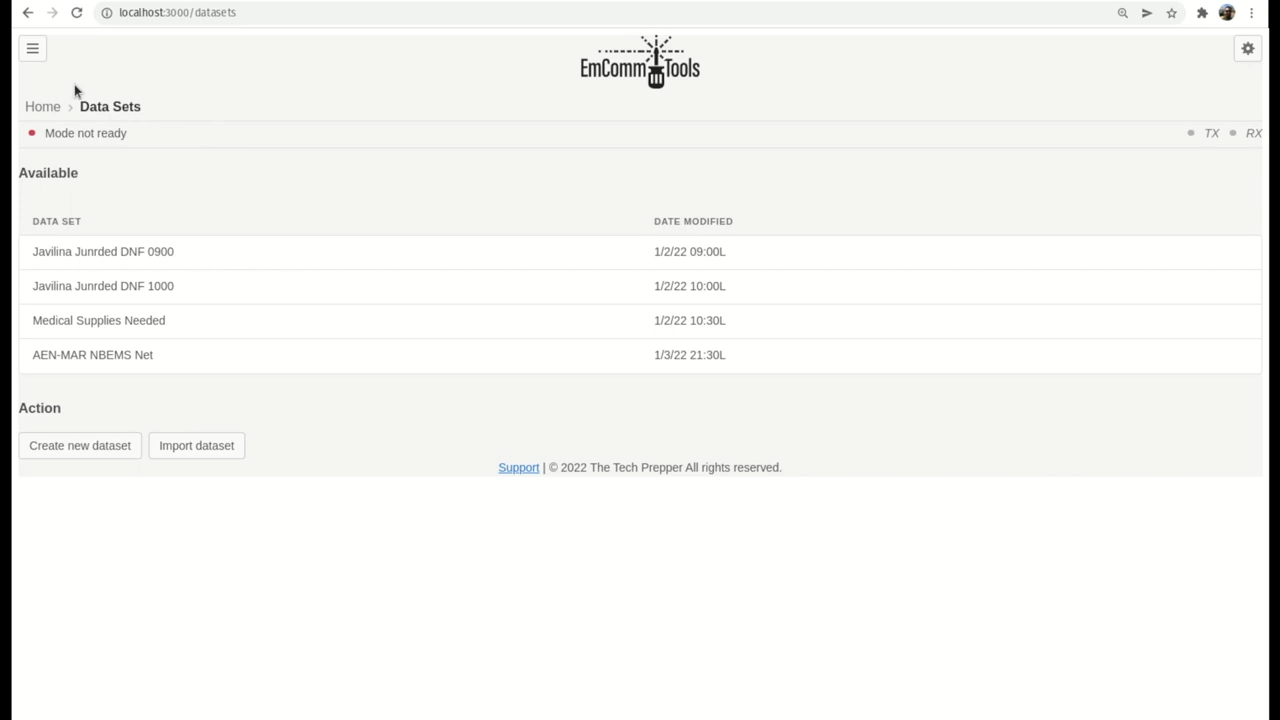 localhost:3000/datasets
EmComm Tools
Home › Data Sets
Mode not ready TX RX
Available
DATA SET DATE MODIFIED
Javilina Junrded DNF 0900 1/2/22 09:00L
Javilina Junrded DNF 1000 1/2/22 10:00L
Medical Supplies Needed 1/2/22 10:30L
AEN-MAR NBEMS Net 1/3/22 21:30L
Action
Create new dataset Import dataset
Support | © 2022 The Tech Prepper All rights reserved.